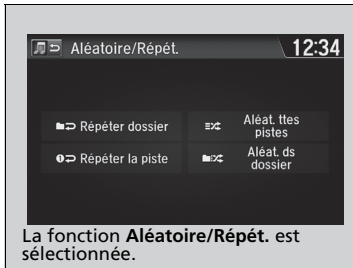 Aléatoire/Répét.
12:34
Répéter dossier
Aléat. ttes
pistes
Répéter la piste
Aléat. ds
dossier
La fonction Aléatoire/Répét. est
sélectionnée.